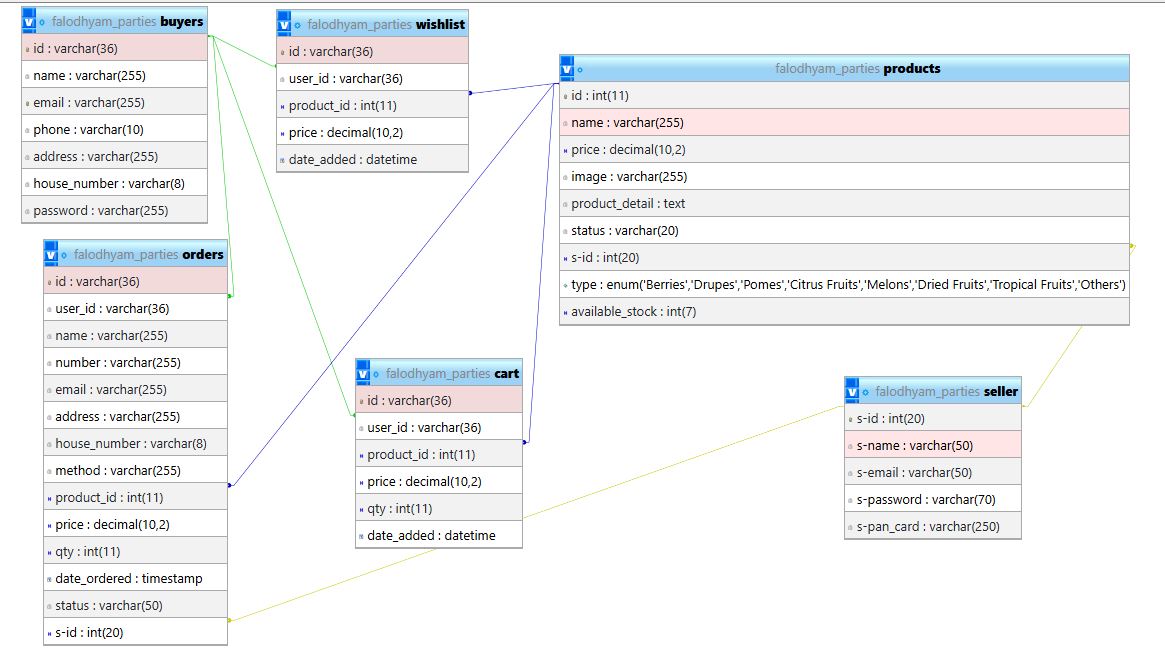 falodhyam_parties buyers
id : varchar(36)
name : varchar(255)
email : varchar(255)
phone : varchar(10)
address : varchar(255)
house_number : varchar(8)
password : varchar(255)
falodhyam_parties wishlist
id : varchar(36)
user_id : varchar(36)
product_id : int(11)
price : decimal(10,2)
date_added : datetime
falodhyam_parties products
id : int(11)
name : varchar(255)
price : decimal(10,2)
image : varchar(255)
product_detail : text
status : varchar(20)
s-id : int(20)
type : enum('Berries','Drupes','Pomes','Citrus Fruits','Melons','Dried Fruits','Tropical Fruits','Others')
available_stock : int(7)
falodhyam_parties orders
id : varchar(36)
user_id : varchar(36)
name : varchar(255)
number : varchar(255)
email : varchar(255)
address : varchar(255)
house_number : varchar(8)
method : varchar(255)
product_id : int(11)
price : decimal(10,2)
qty : int(11)
date_ordered : timestamp
status : varchar(50)
s-id : int(20)
falodhyam_parties cart
id : varchar(36)
user_id : varchar(36)
product_id : int(11)
price : decimal(10,2)
qty : int(11)
date_added : datetime
falodhyam_parties seller
s-id : int(20)
s-name : varchar(50)
s-email : varchar(50)
s-password : varchar(70)
s-pan_card : varchar(250)